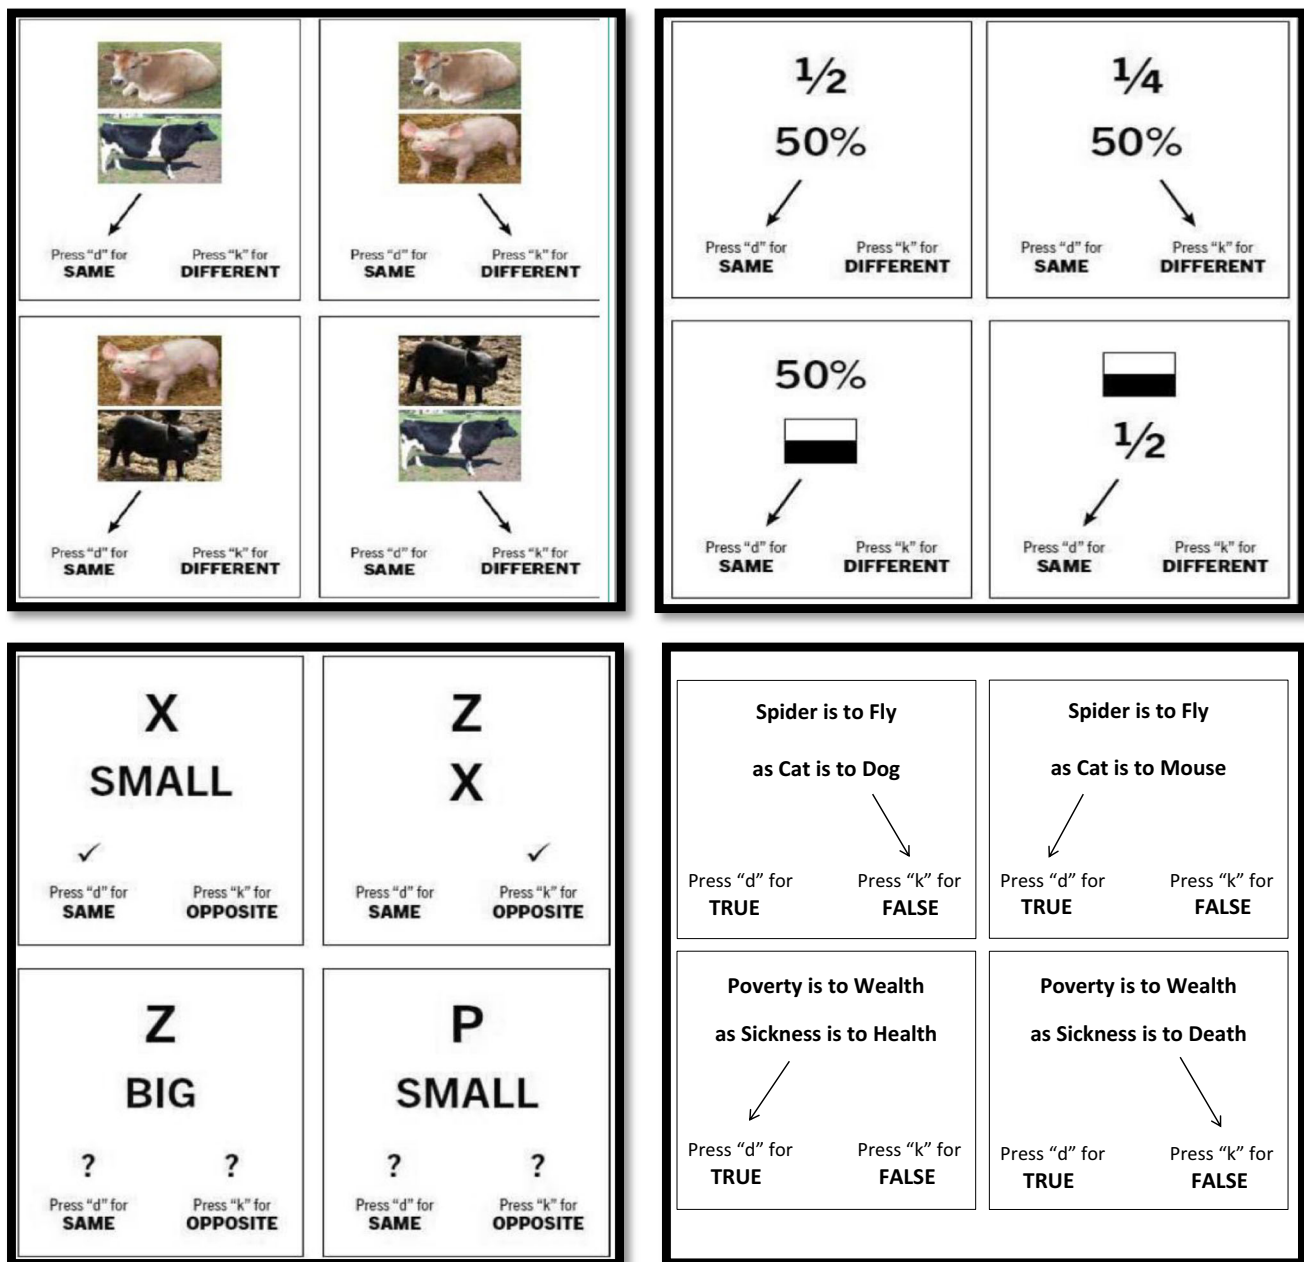 Press "d" for
SAME
Press "k" for
DIFFERENT
Press "d" for
SAME
Press "k" for
DIFFERENT
Press "d" for
SAME
Press "k" for
DIFFERENT
Press "d" for
SAME
Press "k" for
DIFFERENT
1/2
50%
Press "d" for
SAME
Press "k" for
DIFFERENT
1/4
50%
Press "d" for
SAME
Press "k" for
DIFFERENT
50%
Press "d" for
SAME
Press "k" for
DIFFERENT
1/2
Press "d" for
SAME
Press "k" for
DIFFERENT
X
SMALL
Press "d" for
SAME
Press "k" for
OPPOSITE
Z
X
Press "d" for
SAME
Press "k" for
OPPOSITE
Z
BIG
? ?
Press "d" for
SAME
Press "k" for
OPPOSITE
P
SMALL
? ?
Press "d" for
SAME
Press "k" for
OPPOSITE
Spider is to Fly
as Cat is to Dog
Press "d" for
TRUE
Press "k" for
FALSE
Spider is to Fly
as Cat is to Mouse
Press "d" for
TRUE
Press "k" for
FALSE
Poverty is to Wealth
as Sickness is to Health
Press "d" for
TRUE
Press "k" for
FALSE
Poverty is to Wealth
as Sickness is to Death
Press "d" for
TRUE
Press "k" for
FALSE